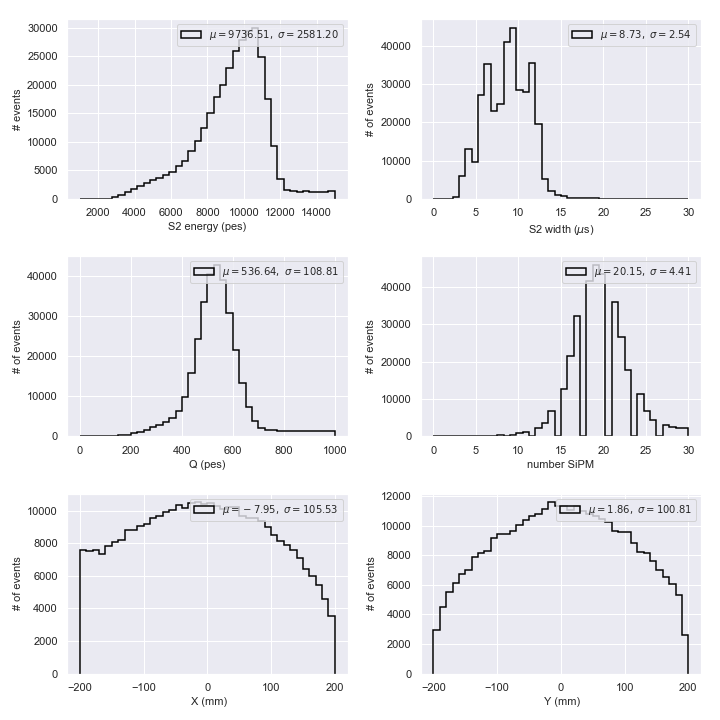 μ = 9736.51, σ = 2581.20
# events
30000
25000
20000
15000
10000
5000
0
2000 4000 6000 8000 10000 12000 14000
S2 energy (pes)
μ = 8.73, σ = 2.54
# of events
40000
30000
20000
10000
0
0 5 10 15 20 25 30
S2 width (μs)
μ = 536.64, σ = 108.81
# of events
40000
30000
20000
10000
0
0 200 400 600 800 1000
Q (pes)
μ = 20.15, σ = 4.41
# of events
40000
30000
20000
10000
0
0 5 10 15 20 25 30
number SiPM
μ = −7.95, σ = 105.53
# of events
10000
8000
6000
4000
2000
0
−200 −100 0 100 200
X (mm)
μ = 1.86, σ = 100.81
# of events
12000
10000
8000
6000
4000
2000
0
−200 −100 0 100 200
Y (mm)